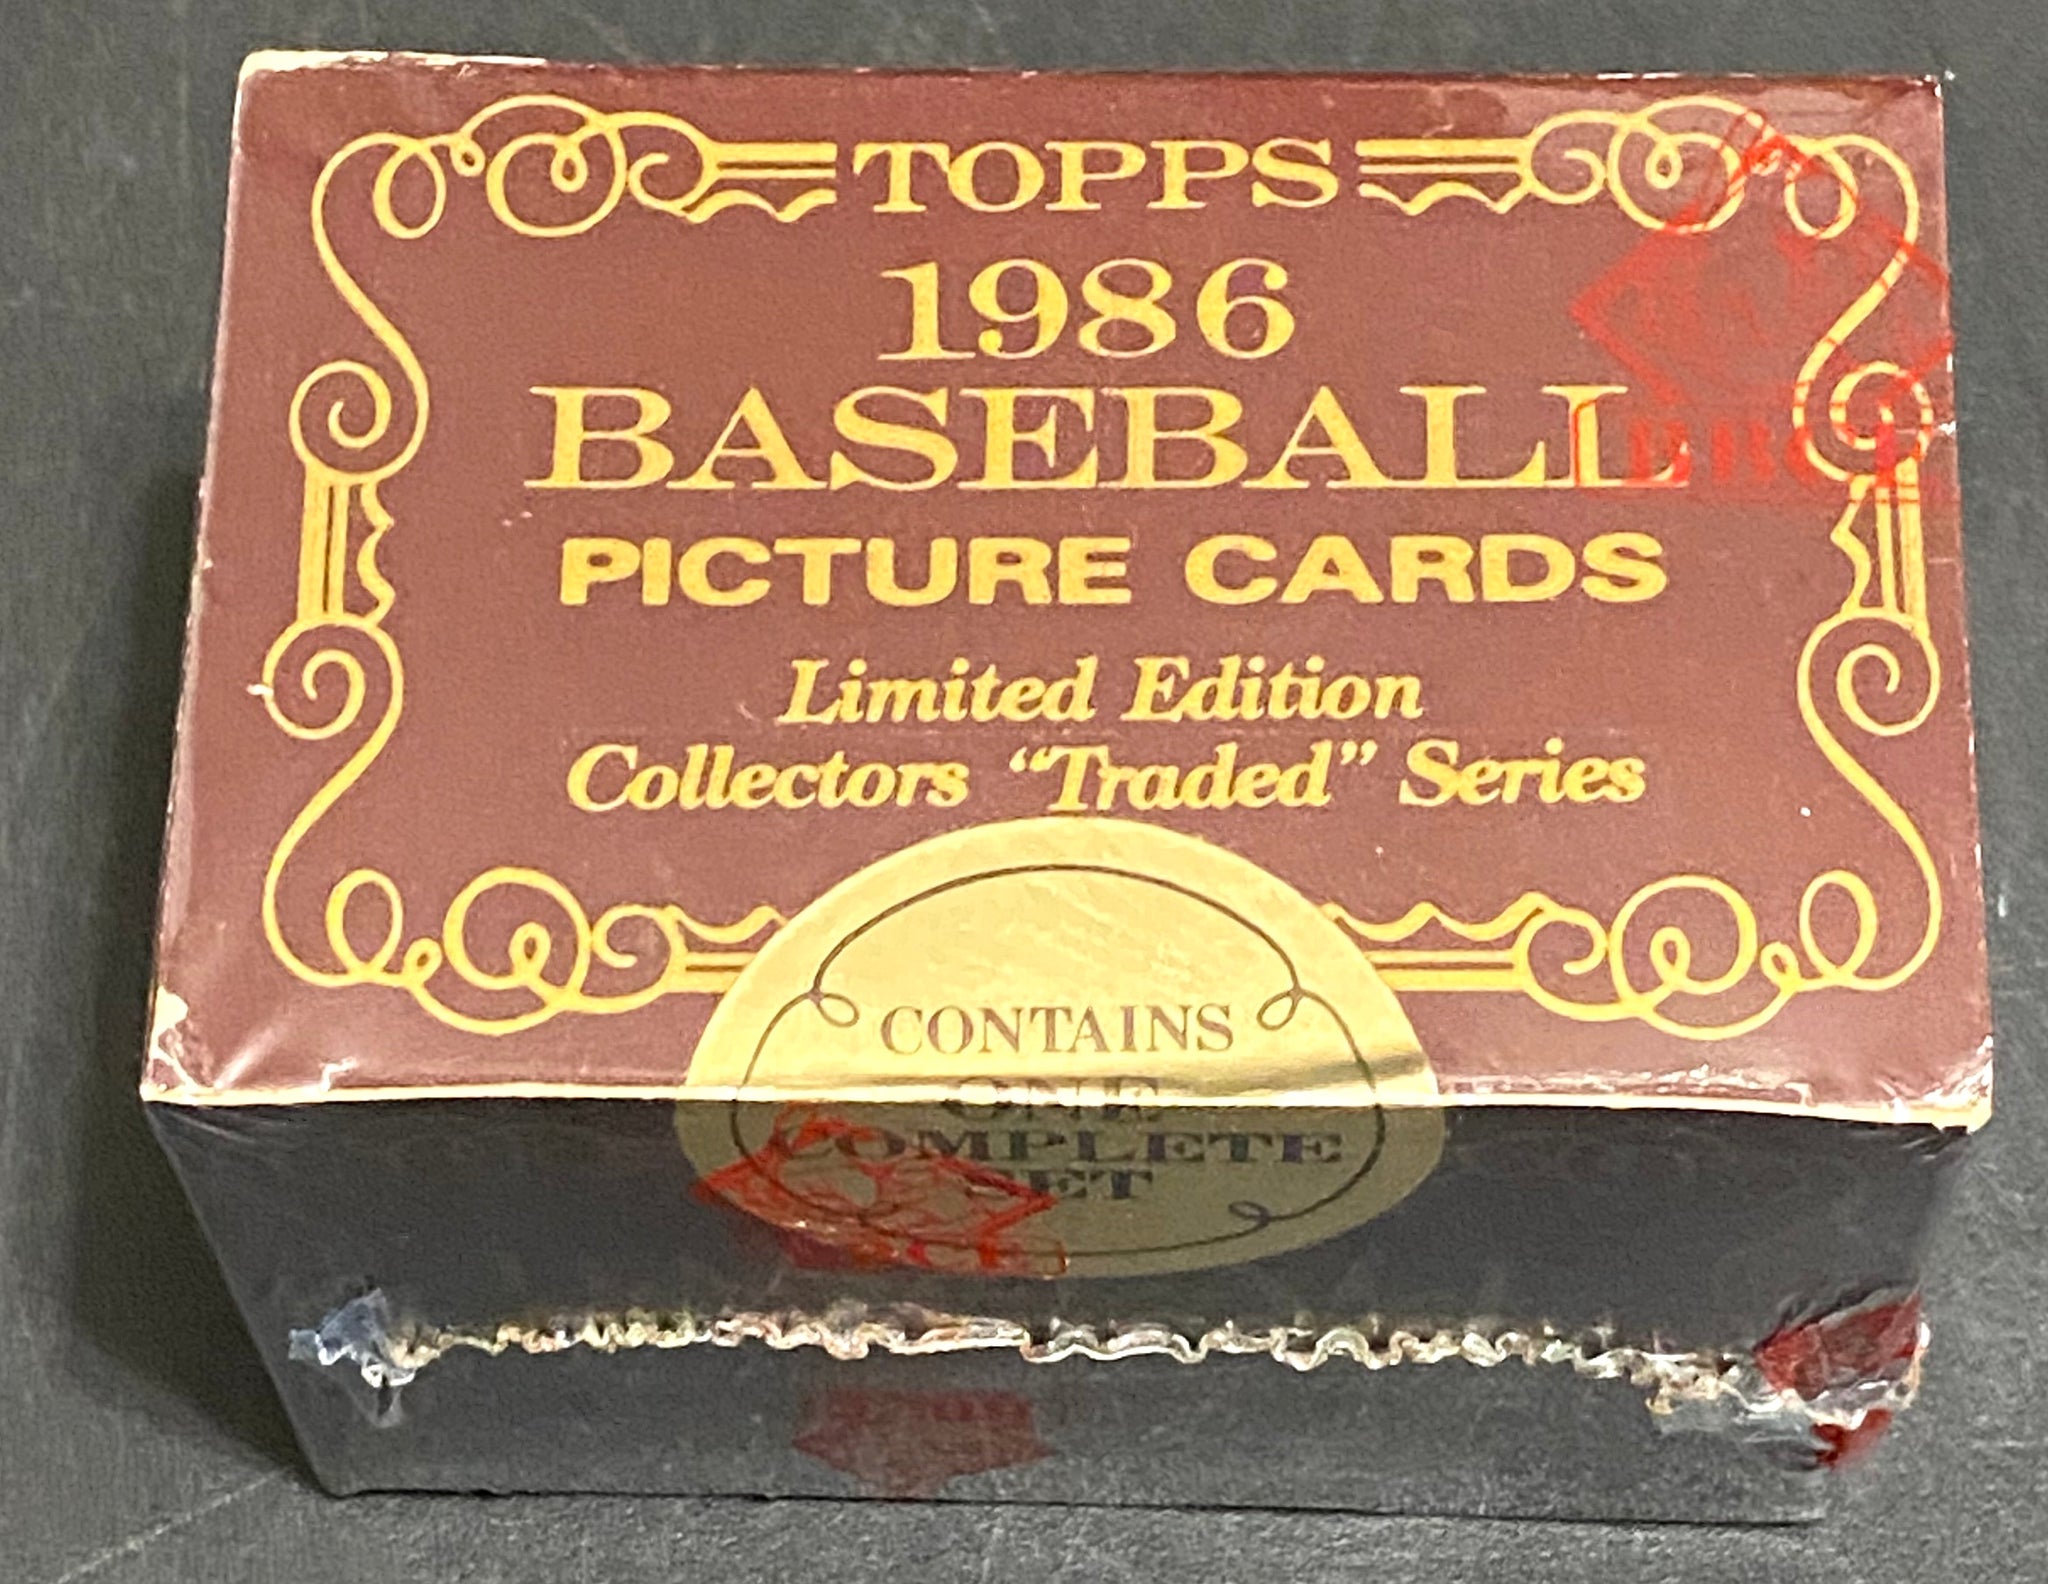 TOPPS
1986
BASEBALL
PICTURE CARDS
Limited Edition
Collectors "Traded" Series
CONTAINS
ONE
COMPLETE
SET